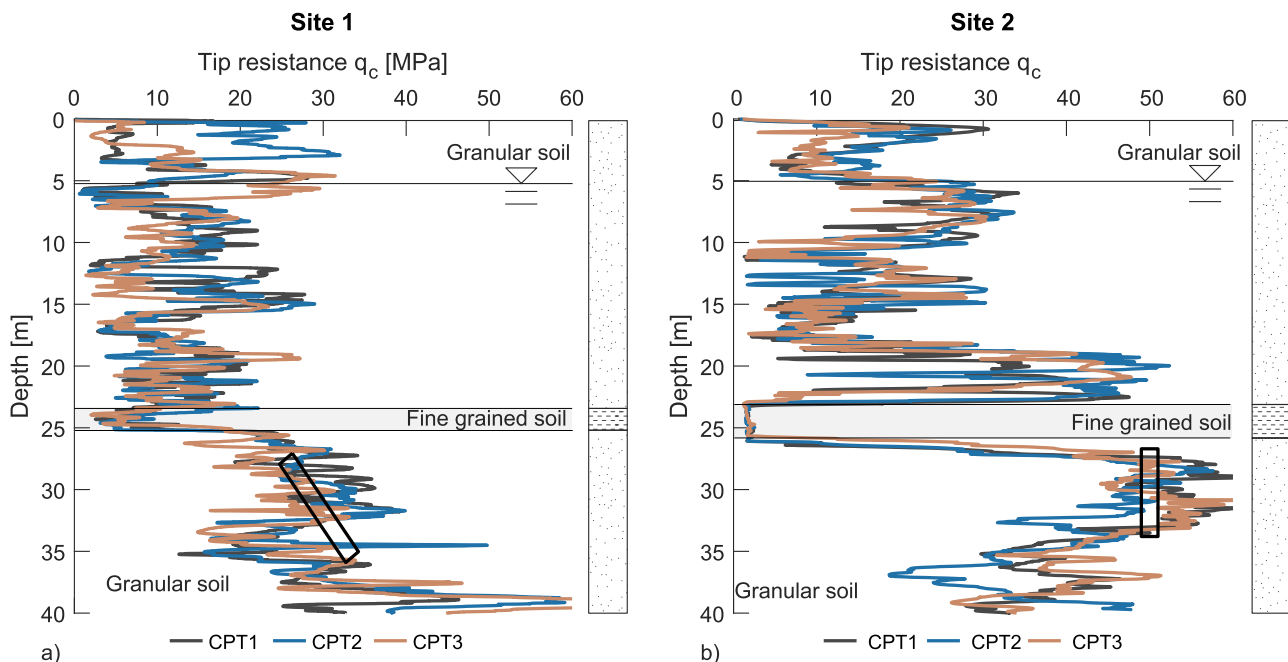 Site 1
Tip resistance qc [MPa]
0 10 20 30 40 50 60
0
5
10
15
20
25
30
35
40
Depth [m]
Granular soil
Fine grained soil
Granular soil
CPT1 CPT2 CPT3
a)
Site 2
Tip resistance qc
0 10 20 30 40 50 60
0
5
10
15
20
25
30
35
40
Depth [m]
Granular soil
Fine grained soil
Granular soil
CPT1 CPT2 CPT3
b)